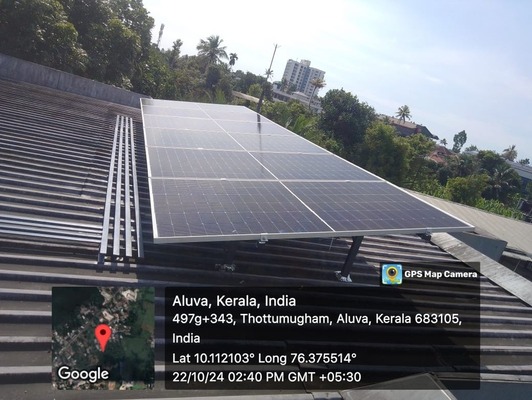 GPS Map Camera
Aluva, Kerala, India
497g+343, Thottumugham, Aluva, Kerala 683105,
India
Lat 10.112103° Long 76.375514°
22/10/24 02:40 PM GMT +05:30
Google